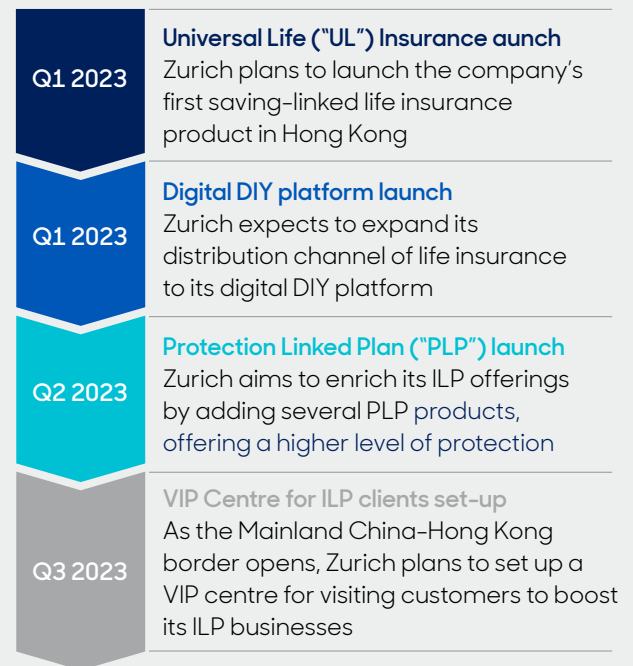 Q1 2023
Universal Life (“UL”) Insurance aunch
Zurich plans to launch the company’s
first saving-linked life insurance
product in Hong Kong
Q1 2023
Digital DIY platform launch
Zurich expects to expand its
distribution channel of life insurance
to its digital DIY platform
Q2 2023
Protection Linked Plan (“PLP”) launch
Zurich aims to enrich its ILP offerings
by adding several PLP products,
offering a higher level of protection
Q3 2023
VIP Centre for ILP clients set-up
As the Mainland China-Hong Kong
border opens, Zurich plans to set up a
VIP centre for visiting customers to boost
its ILP businesses